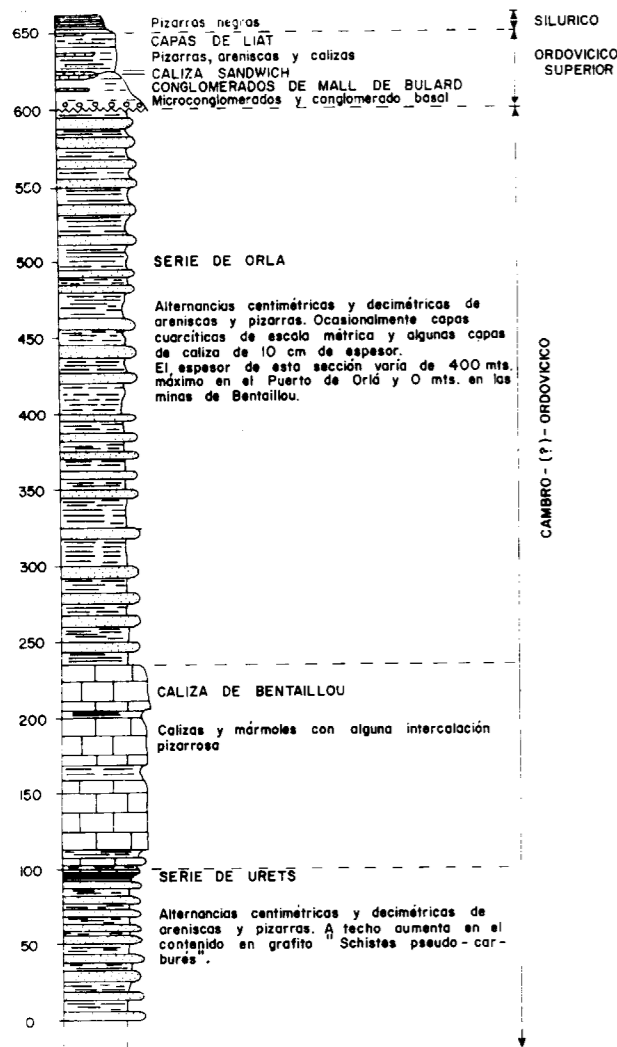 Pizarras negras
SILURICO
650
CAPAS DE LIAT
Pizarras, areniscas y calizas
CALIZA SANDWICH
CONGLOMERADOS DE MALL DE BULARD
Microconglomerados y conglomerado basal
ORDOVICICO
SUPERIOR
600
550
500
SERIE DE ORLA
Alternancias centimétricas y decimétricas de
areniscas y pizarras. Ocasionalmente capas
cuarcíticas de escala métrica y algunas capas
de caliza de 10 cm de espesor.
El espesor de esta sección varía de 400 mts.
máximo en el Puerto de Orlá y 0 mts. en las
minas de Bentaillou.
450
400
350
300
250
CAMBRO-(?)-ORDOVICICO
CALIZA DE BENTAILLOU
200
Calizas y mármoles con alguna intercalación
pizarrosa
150
100
SERIE DE URETS
Alternancias centimétricas y decimétricas de
areniscas y pizarras. A techo aumenta en el
contenido en grafito "Schistes pseudo-car-
burés".
50
0